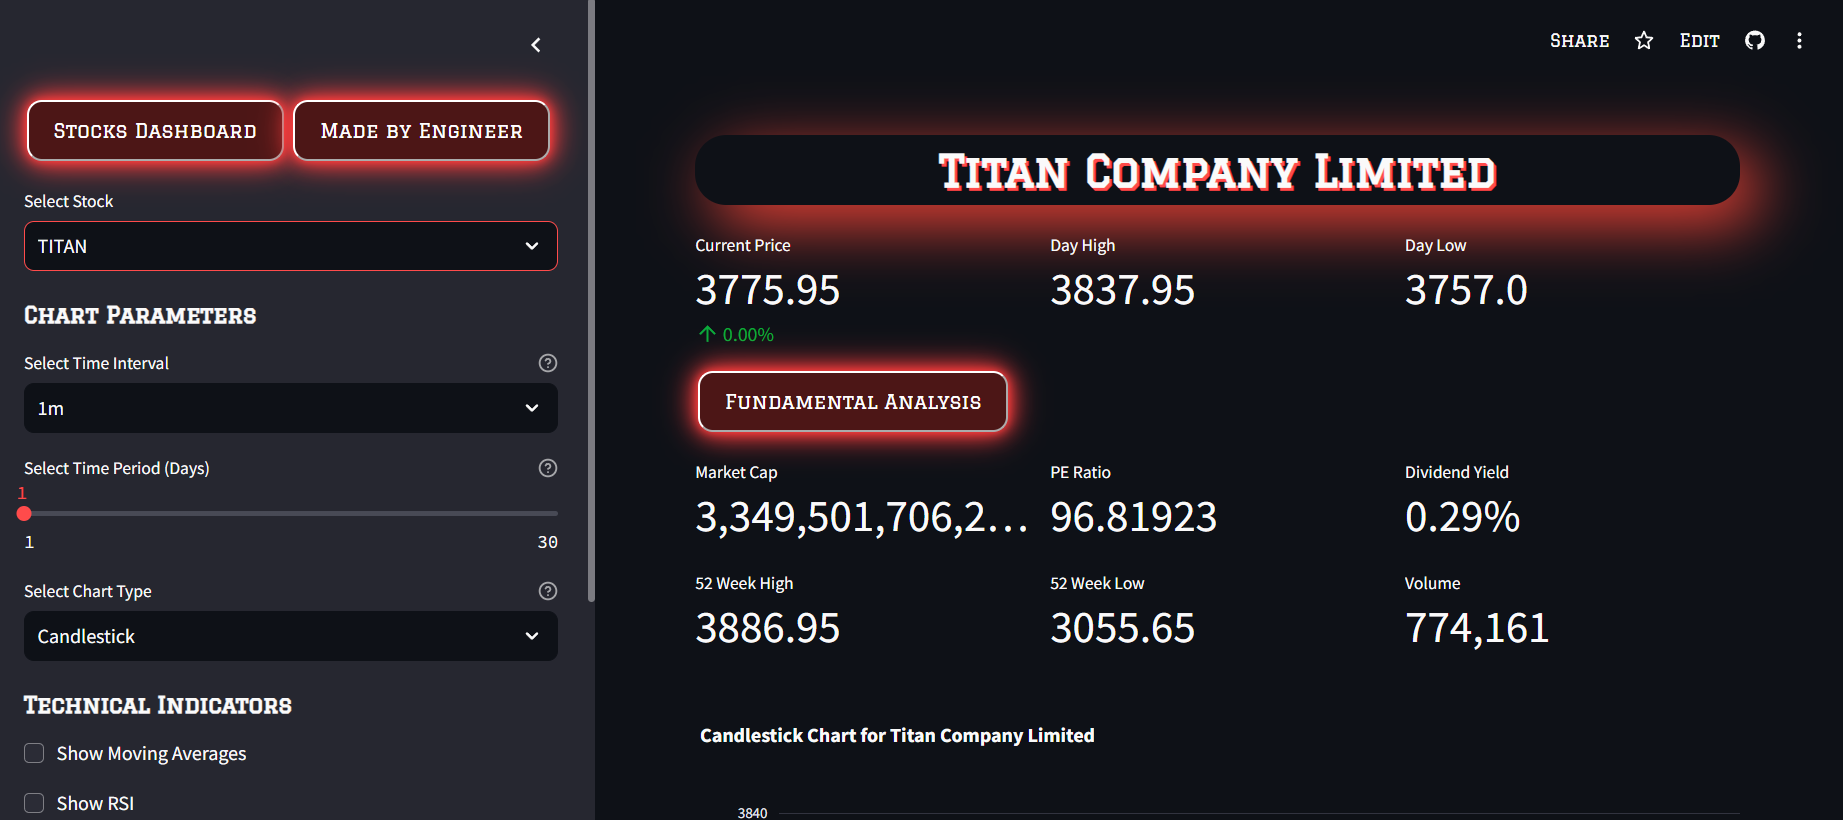 Stocks Dashboard
Made by Engineer
Select Stock
TITAN
Chart Parameters
Select Time Interval
1m
Select Time Period (Days)
1
1 30
Select Chart Type
Candlestick
Technical Indicators
Show Moving Averages
Show RSI
Share Edit
Titan Company Limited
Current Price Day High Day Low
3775.95 3837.95 3757.0
0.00%
Fundamental Analysis
Market Cap PE Ratio Dividend Yield
3,349,501,706,2... 96.81923 0.29%
52 Week High 52 Week Low Volume
3886.95 3055.65 774,161
Candlestick Chart for Titan Company Limited
3840